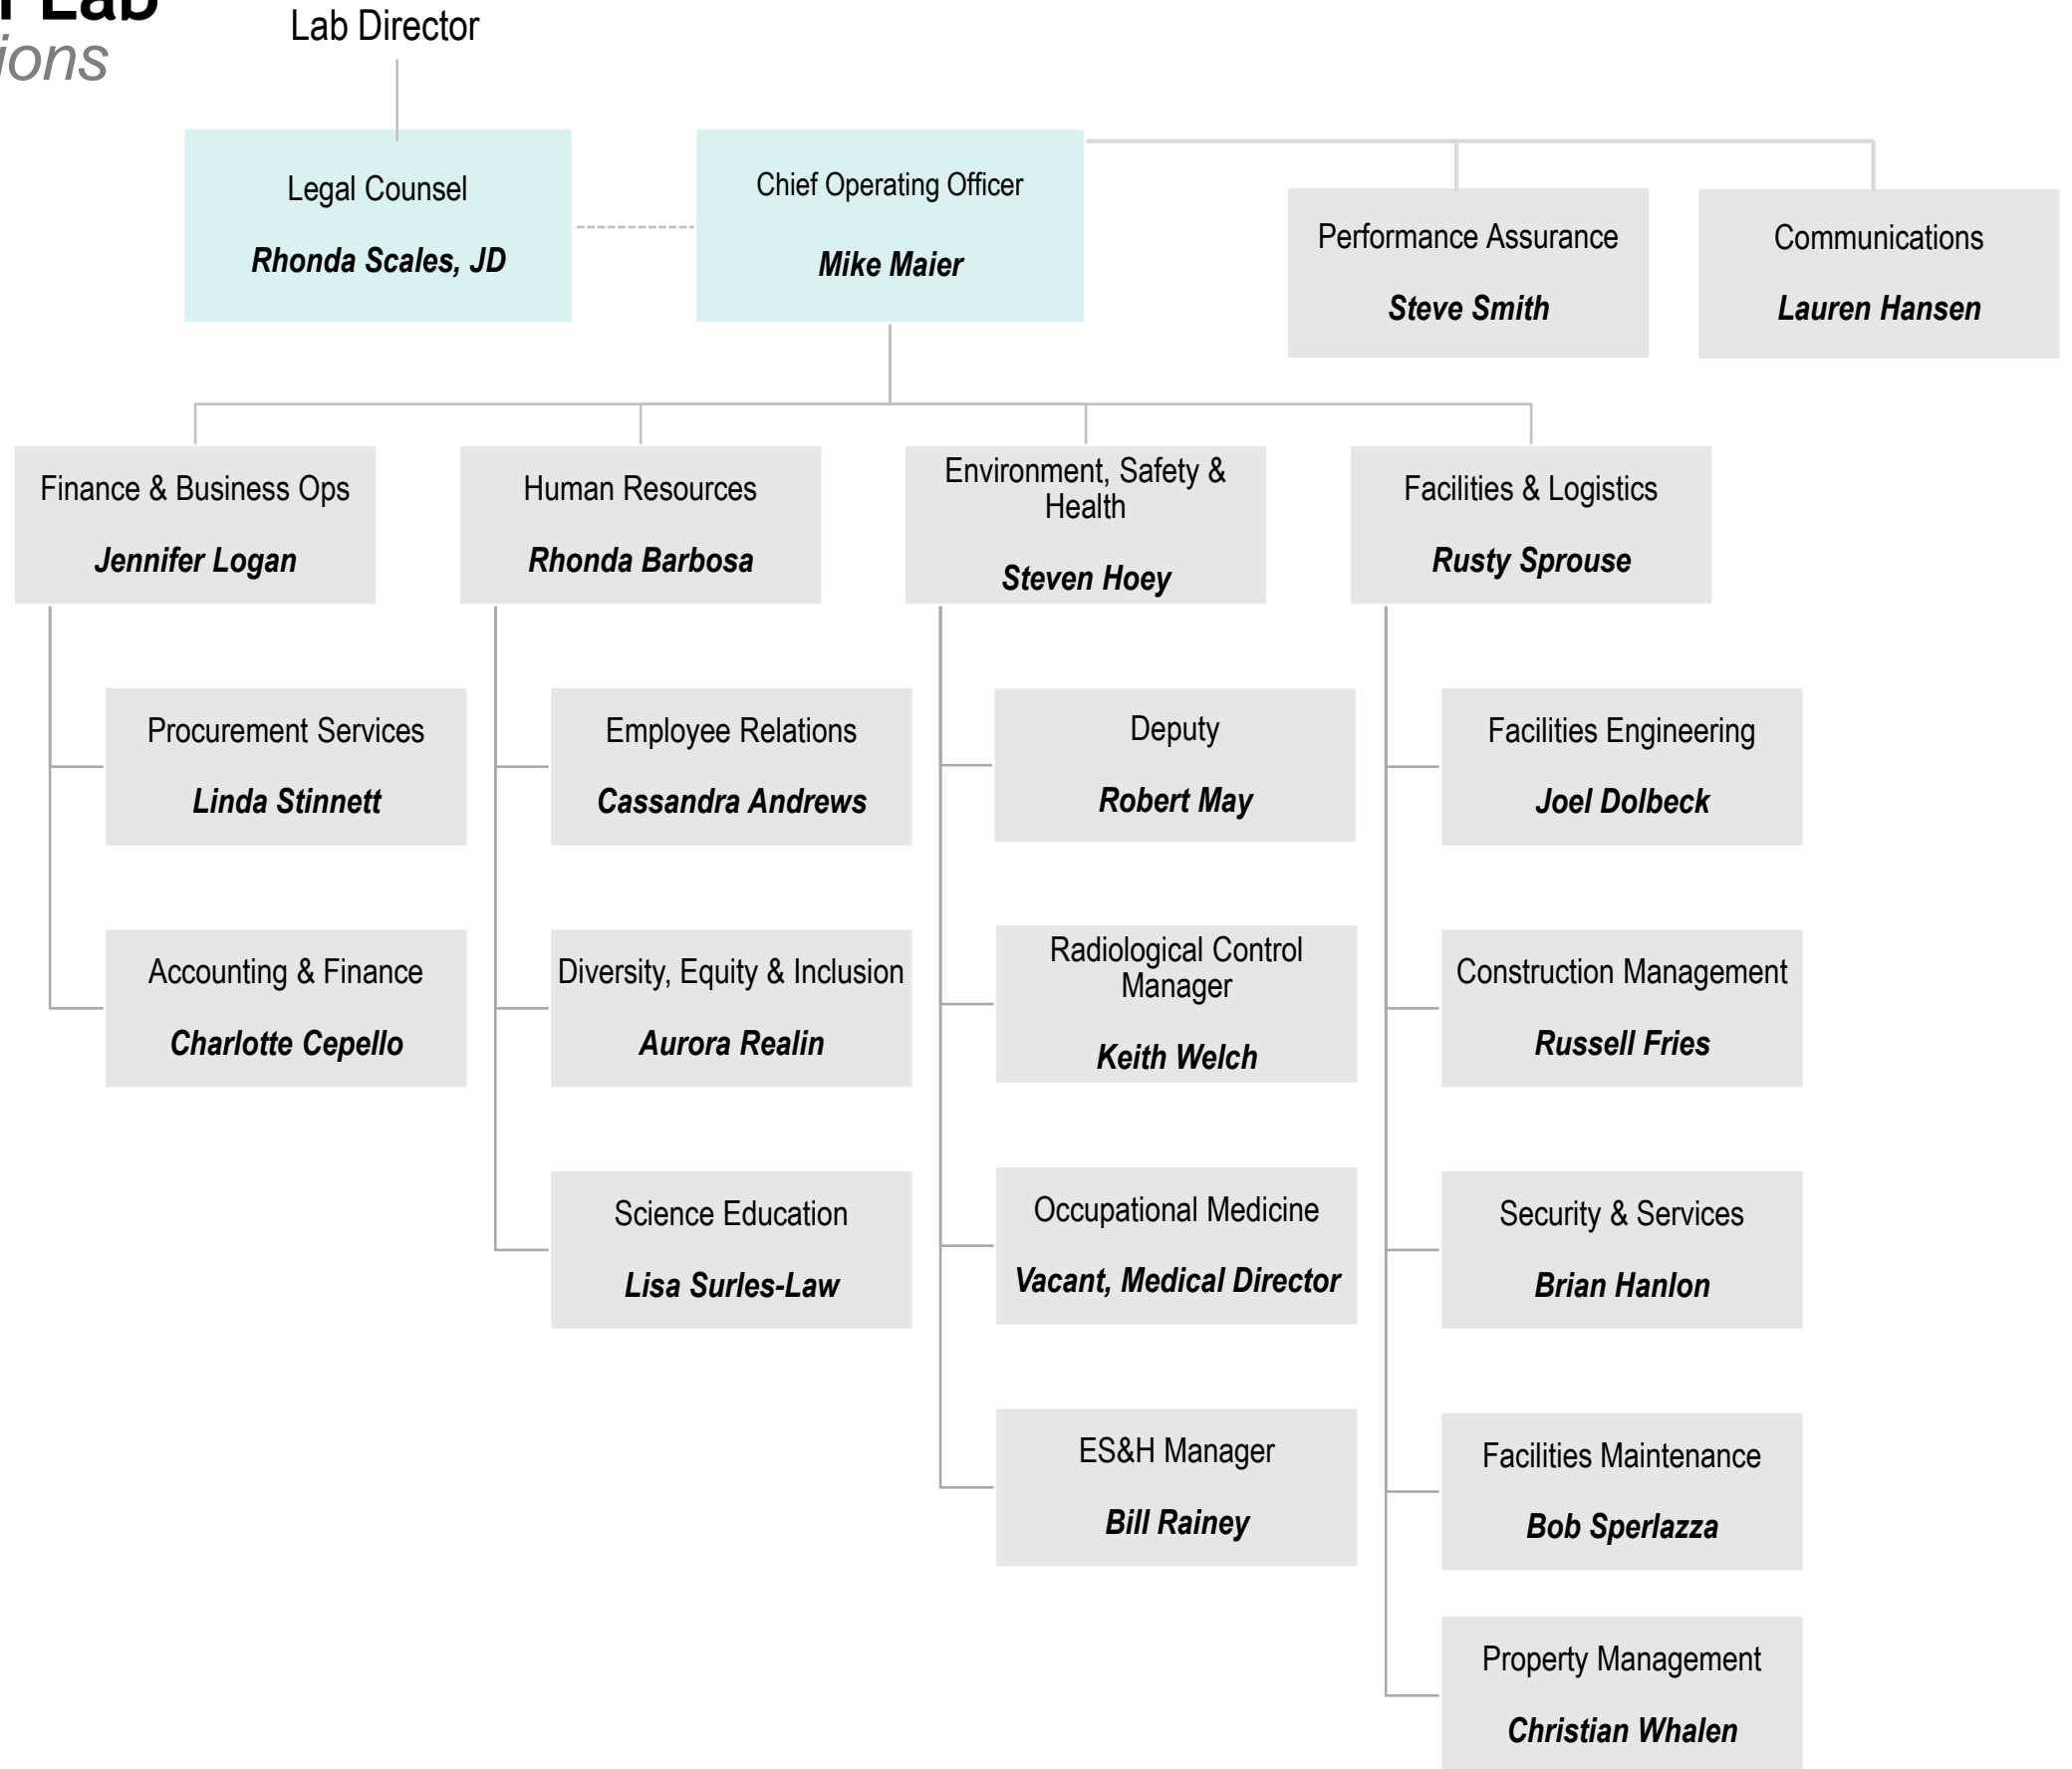 Lab
Lab Director
Legal Counsel
Rhonda Scales, JD
Chief Operating Officer
Mike Maier
Performance Assurance
Steve Smith
Communications
Lauren Hansen
Finance & Business Ops
Jennifer Logan
Human Resources
Rhonda Barbosa
Environment, Safety &
Health
Steven Hoey
Facilities & Logistics
Rusty Sprouse
Procurement Services
Linda Stinnett
Employee Relations
Cassandra Andrews
Deputy
Robert May
Facilities Engineering
Joel Dolbeck
Accounting & Finance
Charlotte Cepello
Diversity, Equity & Inclusion
Aurora Realin
Radiological Control
Manager
Keith Welch
Construction Management
Russell Fries
Science Education
Lisa Surles-Law
Occupational Medicine
Vacant, Medical Director
Security & Services
Brian Hanlon
ES&H Manager
Bill Rainey
Facilities Maintenance
Bob Sperlazza
Property Management
Christian Whalen